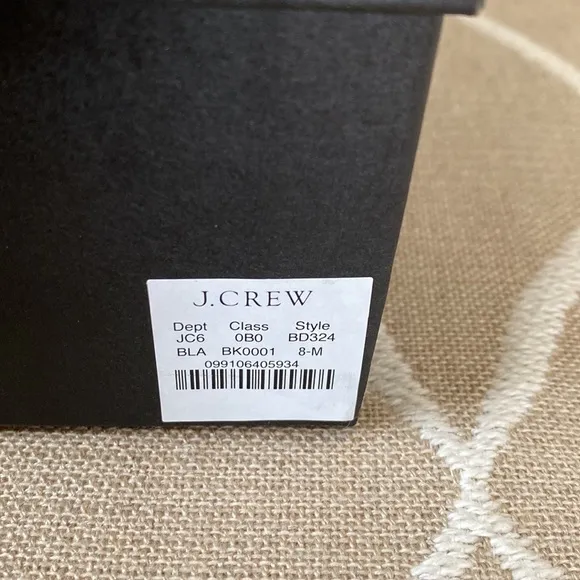 J.CREW
Dept Class Style
JC6 0B0 BD324
BLA BK0001 8-M
099106405934